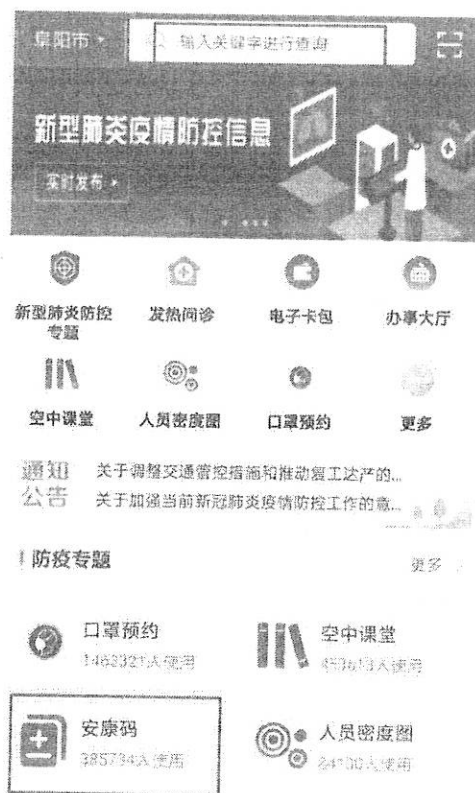 阜阳市
输入关键字进行查询
新型肺炎疫情防控信息
实时发布
新型肺炎防控专题 发热问诊 电子卡包 办事大厅
空中课堂 人员密度图 口罩预约 更多
通知公告
关于调整交通管控措施和推动复工达产的...
关于加强当前新冠肺炎疫情防控工作的意...
防疫专题 更多
口罩预约 空中课堂
1462321人使用 人使用
安康码 人员密度图
385734人使用 人使用